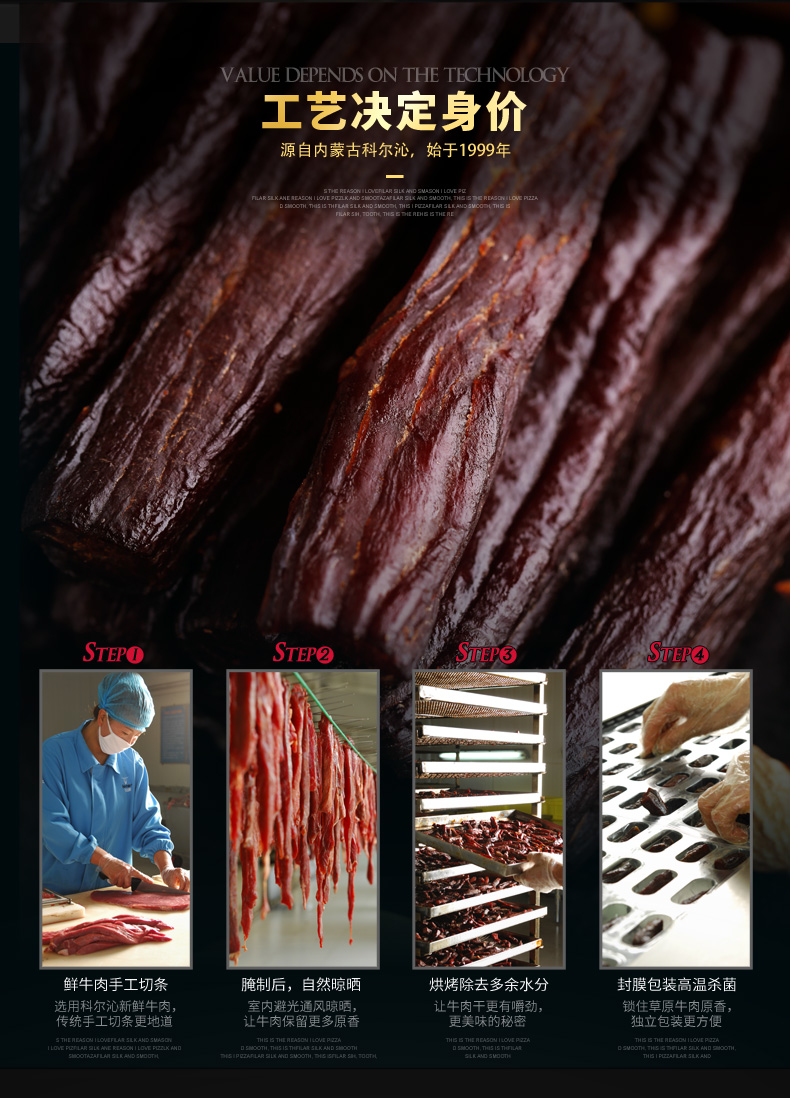 VALUE DEPENDS ON THE TECHNOLOGY
工艺决定身价
源自内蒙古科尔沁，始于1999年
S THE REASON I LOVEFILAR SILK AND SMASON I LOVE PIZ
FILAR SILK ANE REASON I LOVE PIZZLK AND SMOOTAZAFILAR SILK AND SMOOTH, THIS IS THE REASON I LOVE PIZZA
D SMOOTH, THIS IS THFILAR SILK AND SMOOTH, THIS I PIZZAFILAR SILK AND SMOOTH, THIS IS
FILAR SIH, TOOTH, THIS IS THE REHIS IS THE RE
STEP1
STEP2
STEP3
STEP4
鲜牛肉手工切条
选用科尔沁新鲜牛肉，
传统手工切条更地道
S THE REASON I LOVEFILAR SILK AND SMASON
I LOVE PIZFILAR SILK ANE REASON I LOVE PIZZLK AND
SMOOTAZAFILAR SILK AND SMOOTH,
腌制后，自然晾晒
室内避光通风晾晒，
让牛肉保留更多原香
THIS IS THE REASON I LOVE PIZZA
D SMOOTH, THIS IS THFILAR SILK AND SMOOTH
THIS I PIZZAFILAR SILK AND SMOOTH, THIS ISFILAR SIH, TOOTH,
烘烤除去多余水分
让牛肉干更有嚼劲，
更美味的秘密
THIS IS THE REASON I LOVE PIZZA
D SMOOTH, THIS IS THFILAR
SILK AND SMOOTH
封膜包装高温杀菌
锁住草原牛肉原香，
独立包装更方便
THIS IS THE REASON I LOVE PIZZA
D SMOOTH, THIS IS THFILAR SILK AND SMOOTH,
THIS I PIZZAFILAR SILK AND